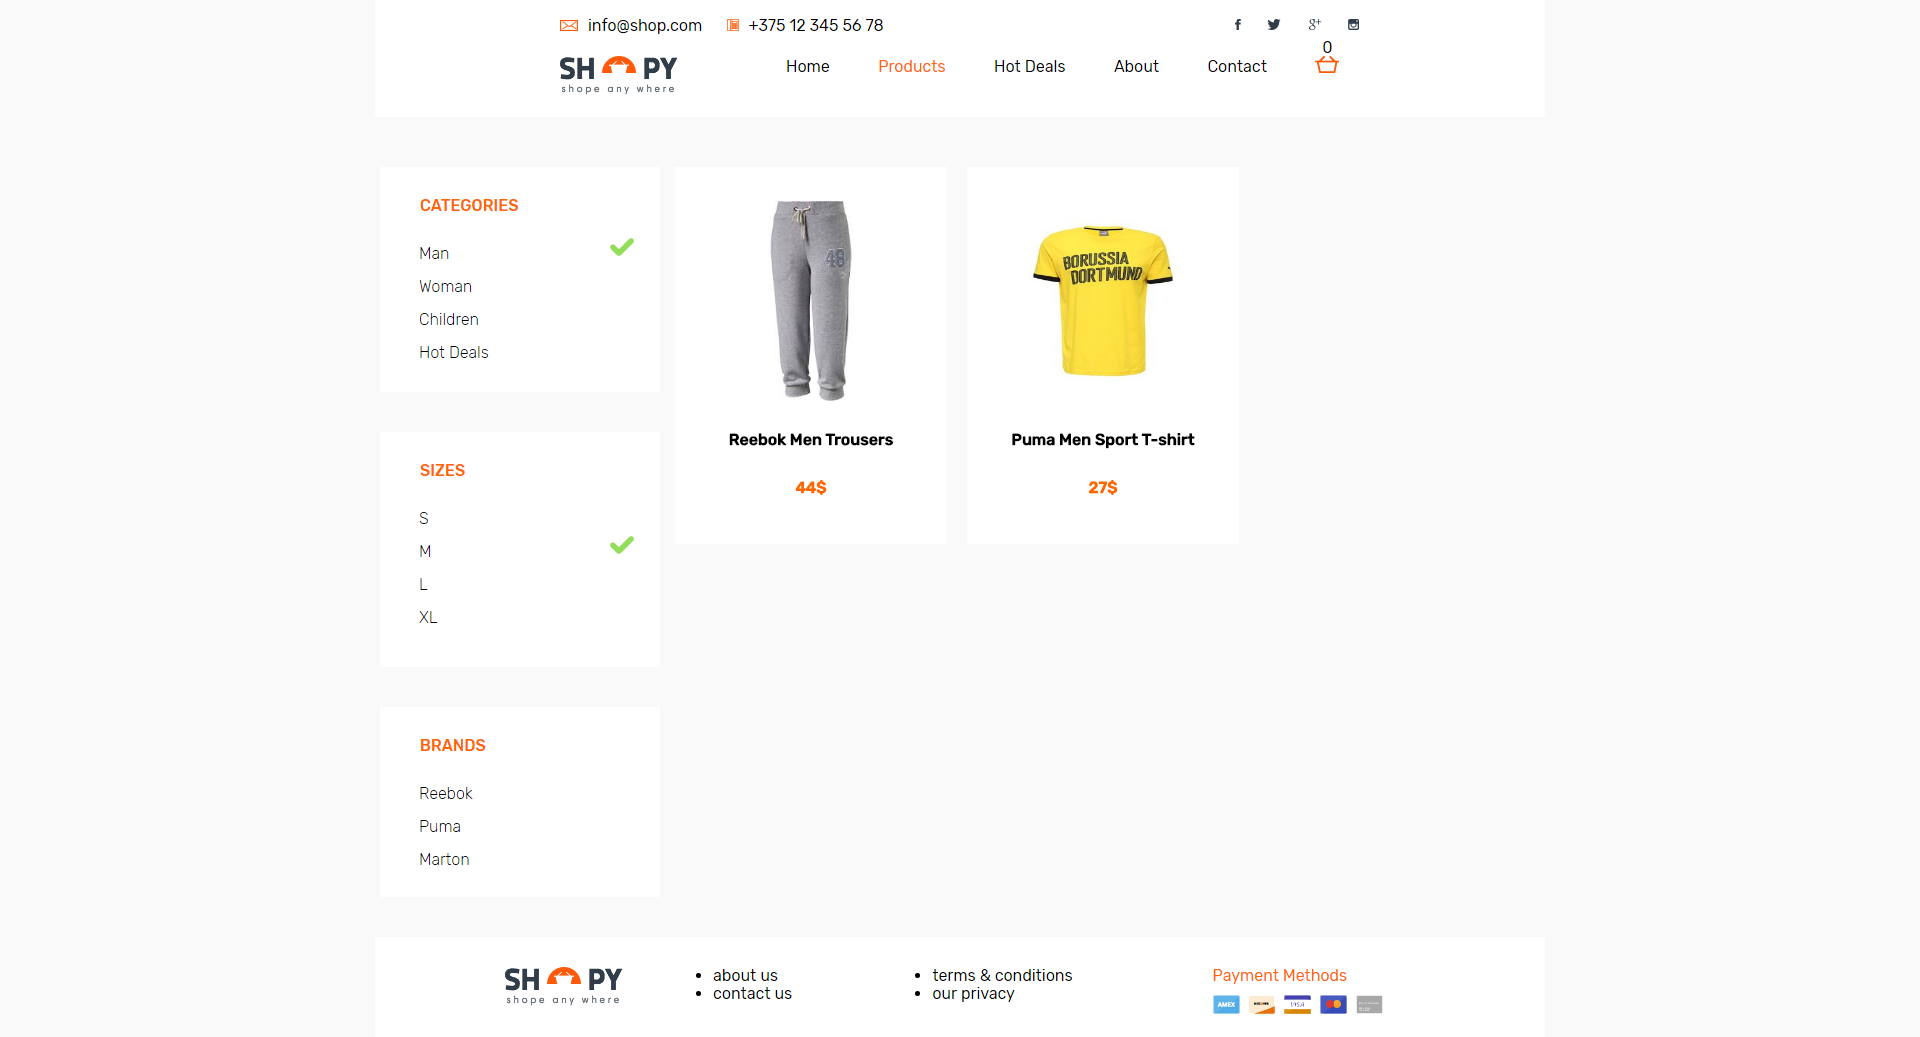 info@shop.com
+375 12 345 56 78
0
SH PY
shope any where
Home
Products
Hot Deals
About
Contact
CATEGORIES
Man
Woman
Children
Hot Deals
SIZES
S
M
L
XL
BRANDS
Reebok
Puma
Marton
48
Reebok Men Trousers
44$
BORUSSIA
DORTMUND
Puma Men Sport T-shirt
27$
SH PY
shope any where
about us
contact us
terms & conditions
our privacy
Payment Methods
AMEX
VISA